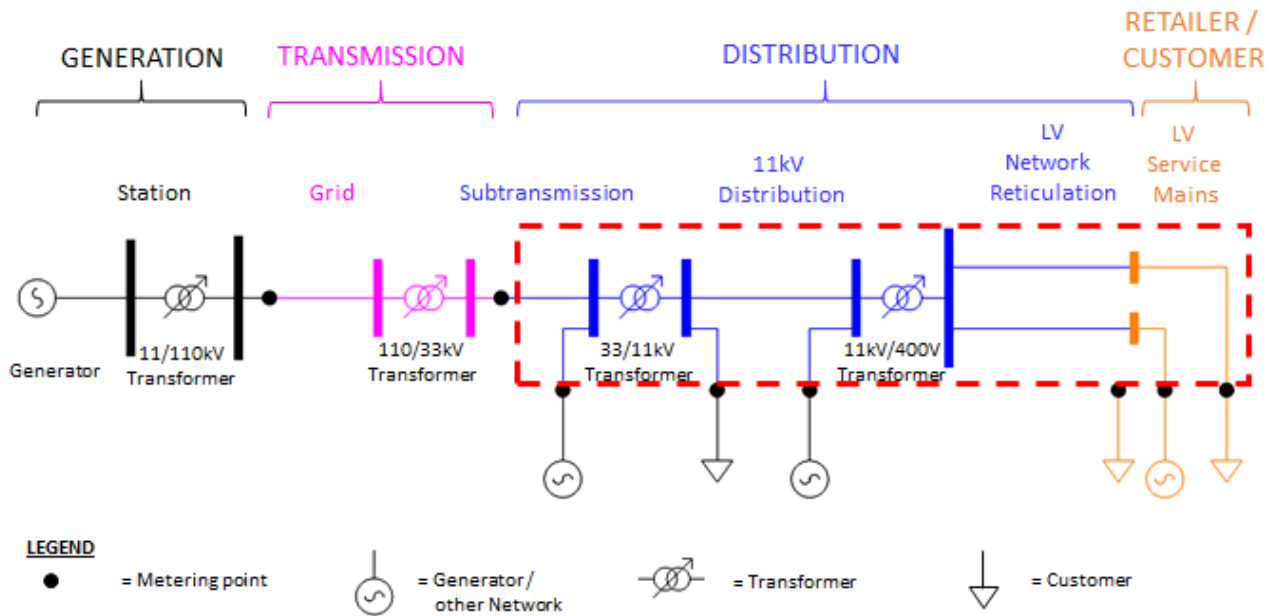 GENERATION
TRANSMISSION
DISTRIBUTION
RETAILER /
CUSTOMER
Station
Grid
Subtransmission
11kV
Distribution
LV
Network
Reticulation
LV
Service
Mains
Generator
11/110kV
Transformer
110/33kV
Transformer
33/11kV
Transformer
11kV/400V
Transformer
LEGEND
= Metering point
= Generator/
other Network
= Transformer
= Customer